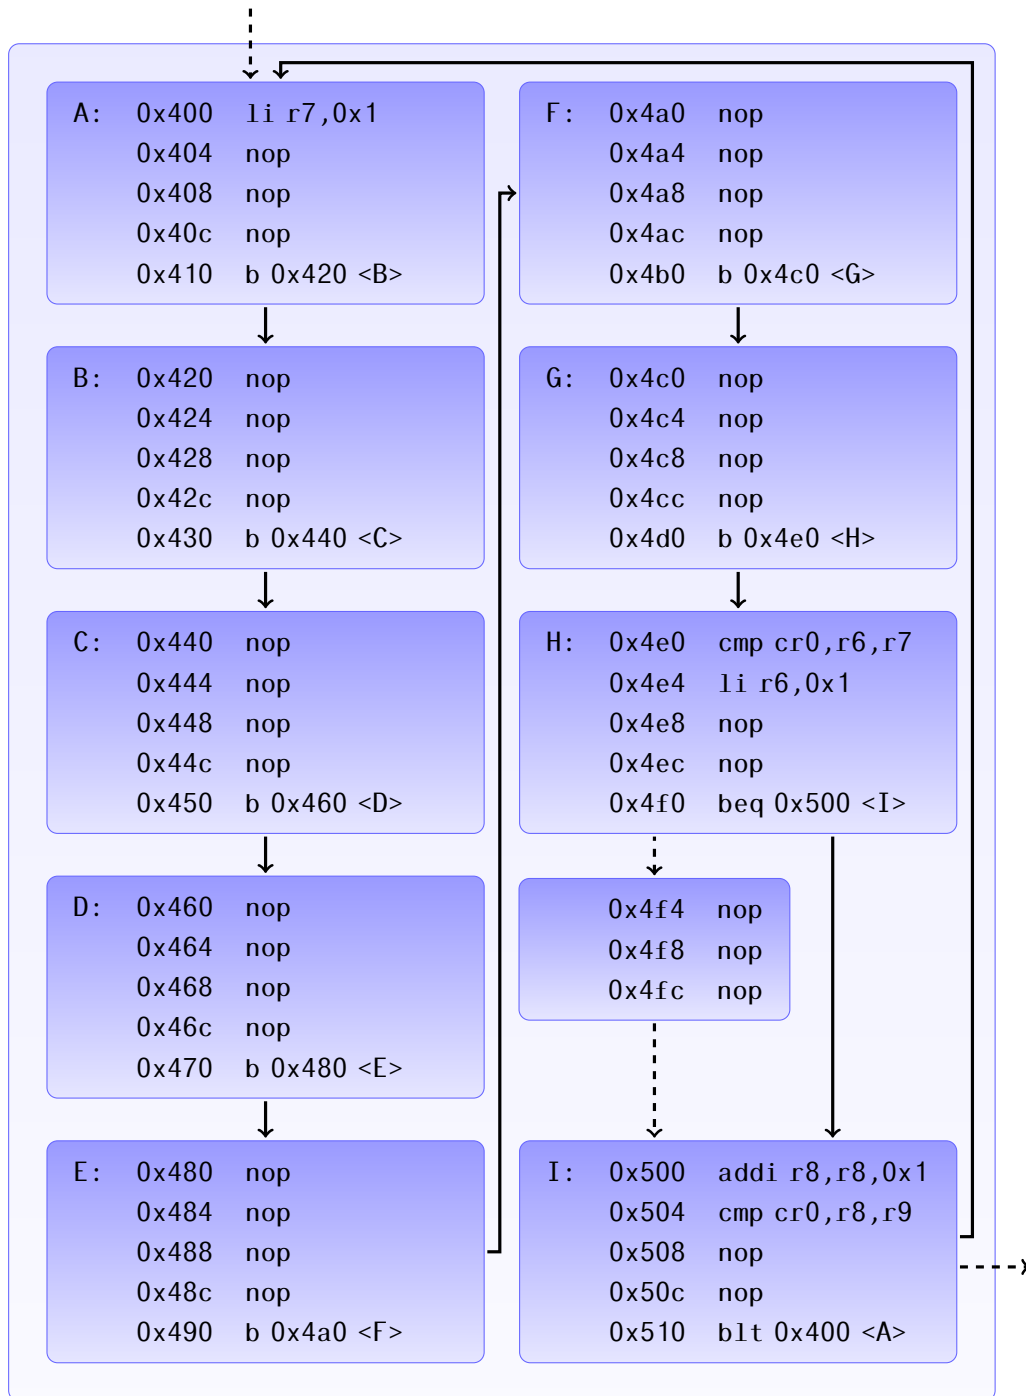 A: 0x400 li r7,0x1
0x404 nop
0x408 nop
0x40c nop
0x410 b 0x420 <B>
B: 0x420 nop
0x424 nop
0x428 nop
0x42c nop
0x430 b 0x440 <C>
C: 0x440 nop
0x444 nop
0x448 nop
0x44c nop
0x450 b 0x460 <D>
D: 0x460 nop
0x464 nop
0x468 nop
0x46c nop
0x470 b 0x480 <E>
E: 0x480 nop
0x484 nop
0x488 nop
0x48c nop
0x490 b 0x4a0 <F>
F: 0x4a0 nop
0x4a4 nop
0x4a8 nop
0x4ac nop
0x4b0 b 0x4c0 <G>
G: 0x4c0 nop
0x4c4 nop
0x4c8 nop
0x4cc nop
0x4d0 b 0x4e0 <H>
H: 0x4e0 cmp cr0,r6,r7
0x4e4 li r6,0x1
0x4e8 nop
0x4ec nop
0x4f0 beq 0x500 <I>
0x4f4 nop
0x4f8 nop
0x4fc nop
I: 0x500 addi r8,r8,0x1
0x504 cmp cr0,r8,r9
0x508 nop
0x50c nop
0x510 blt 0x400 <A>